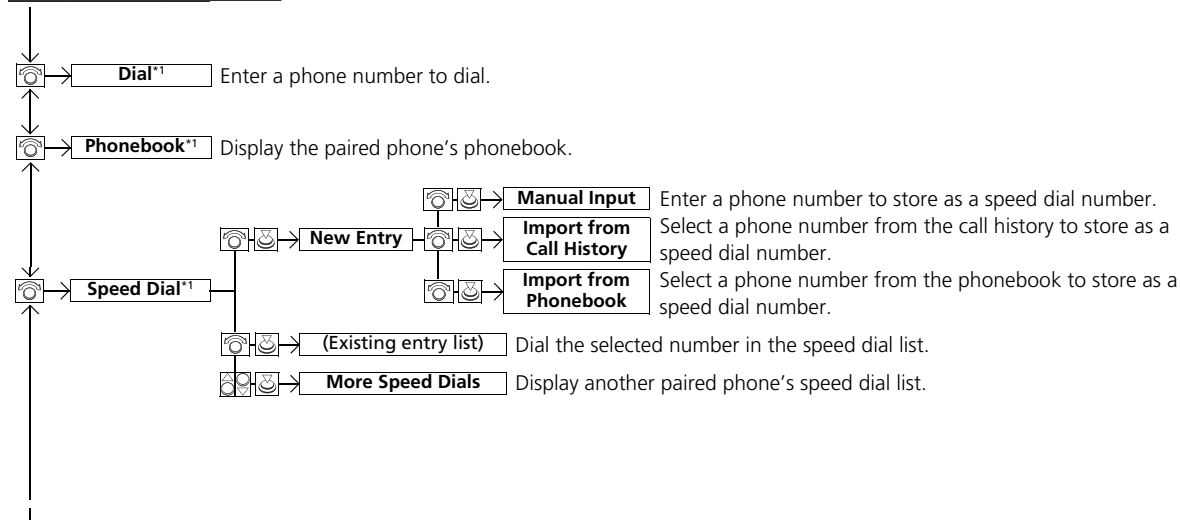 Dial*1 Enter a phone number to dial.
Phonebook*1 Display the paired phone's phonebook.
Manual Input Enter a phone number to store as a speed dial number.
New Entry
Import from
Call History
Select a phone number from the call history to store as a
speed dial number.
Speed Dial*1
Import from
Phonebook
Select a phone number from the phonebook to store as a
speed dial number.
(Existing entry list) Dial the selected number in the speed dial list.
More Speed Dials Display another paired phone's speed dial list.